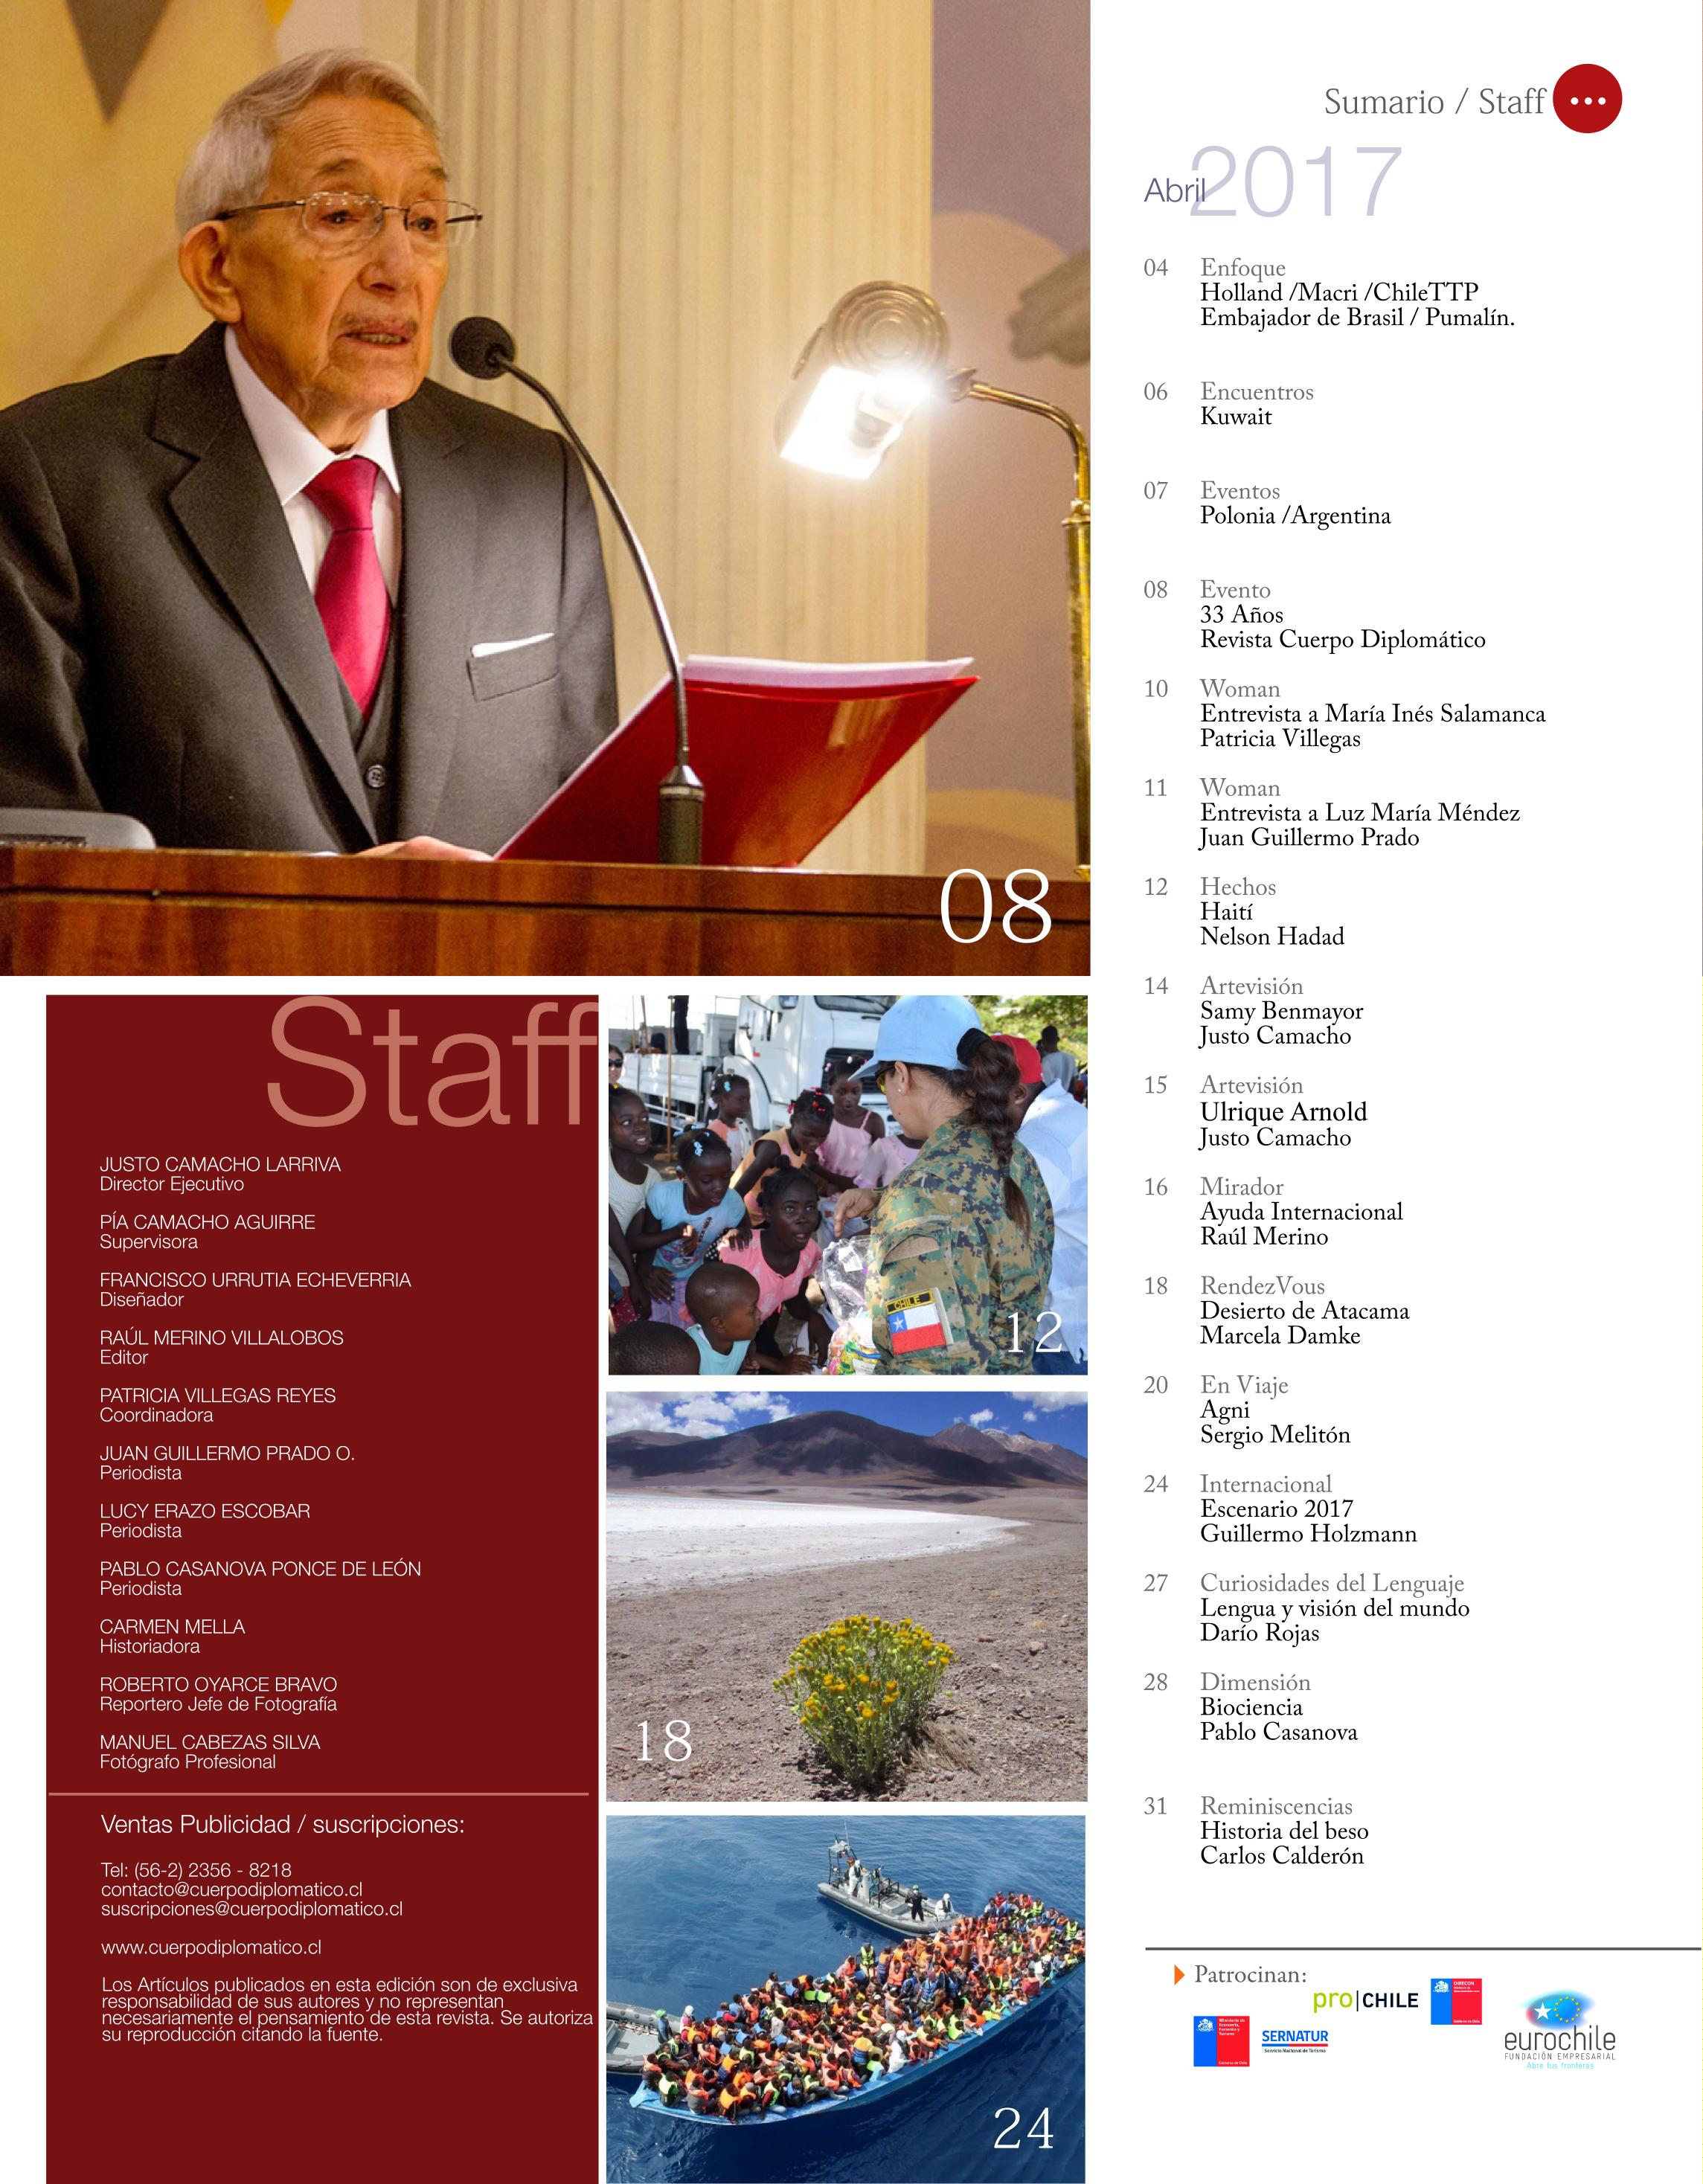 Sumario / Staff
Abril 2017
04 Enfoque
Holland /Macri /ChileTTP
Embajador de Brasil / Pumalín.
06 Encuentros
Kuwait
07 Eventos
Polonia /Argentina
08 Evento
33 Años
Revista Cuerpo Diplomático
10 Woman
Entrevista a María Inés Salamanca
Patricia Villegas
11 Woman
Entrevista a Luz María Méndez
Juan Guillermo Prado
12 Hechos
Haití
Nelson Hadad
14 Artevisión
Samy Benmayor
Justo Camacho
15 Artevisión
Ulrique Arnold
Justo Camacho
16 Mirador
Ayuda Internacional
Raúl Merino
18 RendezVous
Desierto de Atacama
Marcela Damke
20 En Viaje
Agni
Sergio Melitón
24 Internacional
Escenario 2017
Guillermo Holzmann
27 Curiosidades del Lenguaje
Lengua y visión del mundo
Darío Rojas
28 Dimensión
Biociencia
Pablo Casanova
31 Reminiscencias
Historia del beso
Carlos Calderón
Patrocinan:
pro|CHILE
DIRECON
SERNATUR
Servicio Nacional de Turismo
Gobierno de Chile
eurochile
FUNDACIÓN EMPRESARIAL
Abre tus fronteras
08
Staff
JUSTO CAMACHO LARRIVA
Director Ejecutivo
PÍA CAMACHO AGUIRRE
Supervisora
FRANCISCO URRUTIA ECHEVERRIA
Diseñador
RAÚL MERINO VILLALOBOS
Editor
PATRICIA VILLEGAS REYES
Coordinadora
JUAN GUILLERMO PRADO O.
Periodista
LUCY ERAZO ESCOBAR
Periodista
PABLO CASANOVA PONCE DE LEÓN
Periodista
CARMEN MELLA
Historiadora
ROBERTO OYARCE BRAVO
Reportero Jefe de Fotografía
MANUEL CABEZAS SILVA
Fotógrafo Profesional
Ventas Publicidad / suscripciones:
Tel: (56-2) 2356 - 8218
contacto@cuerpodiplomatico.cl
suscripciones@cuerpodiplomatico.cl
www.cuerpodiplomatico.cl
Los Artículos publicados en esta edición son de exclusiva
responsabilidad de sus autores y no representan
necesariamente el pensamiento de esta revista. Se autoriza
su reproducción citando la fuente.
CHILE
12
18
24